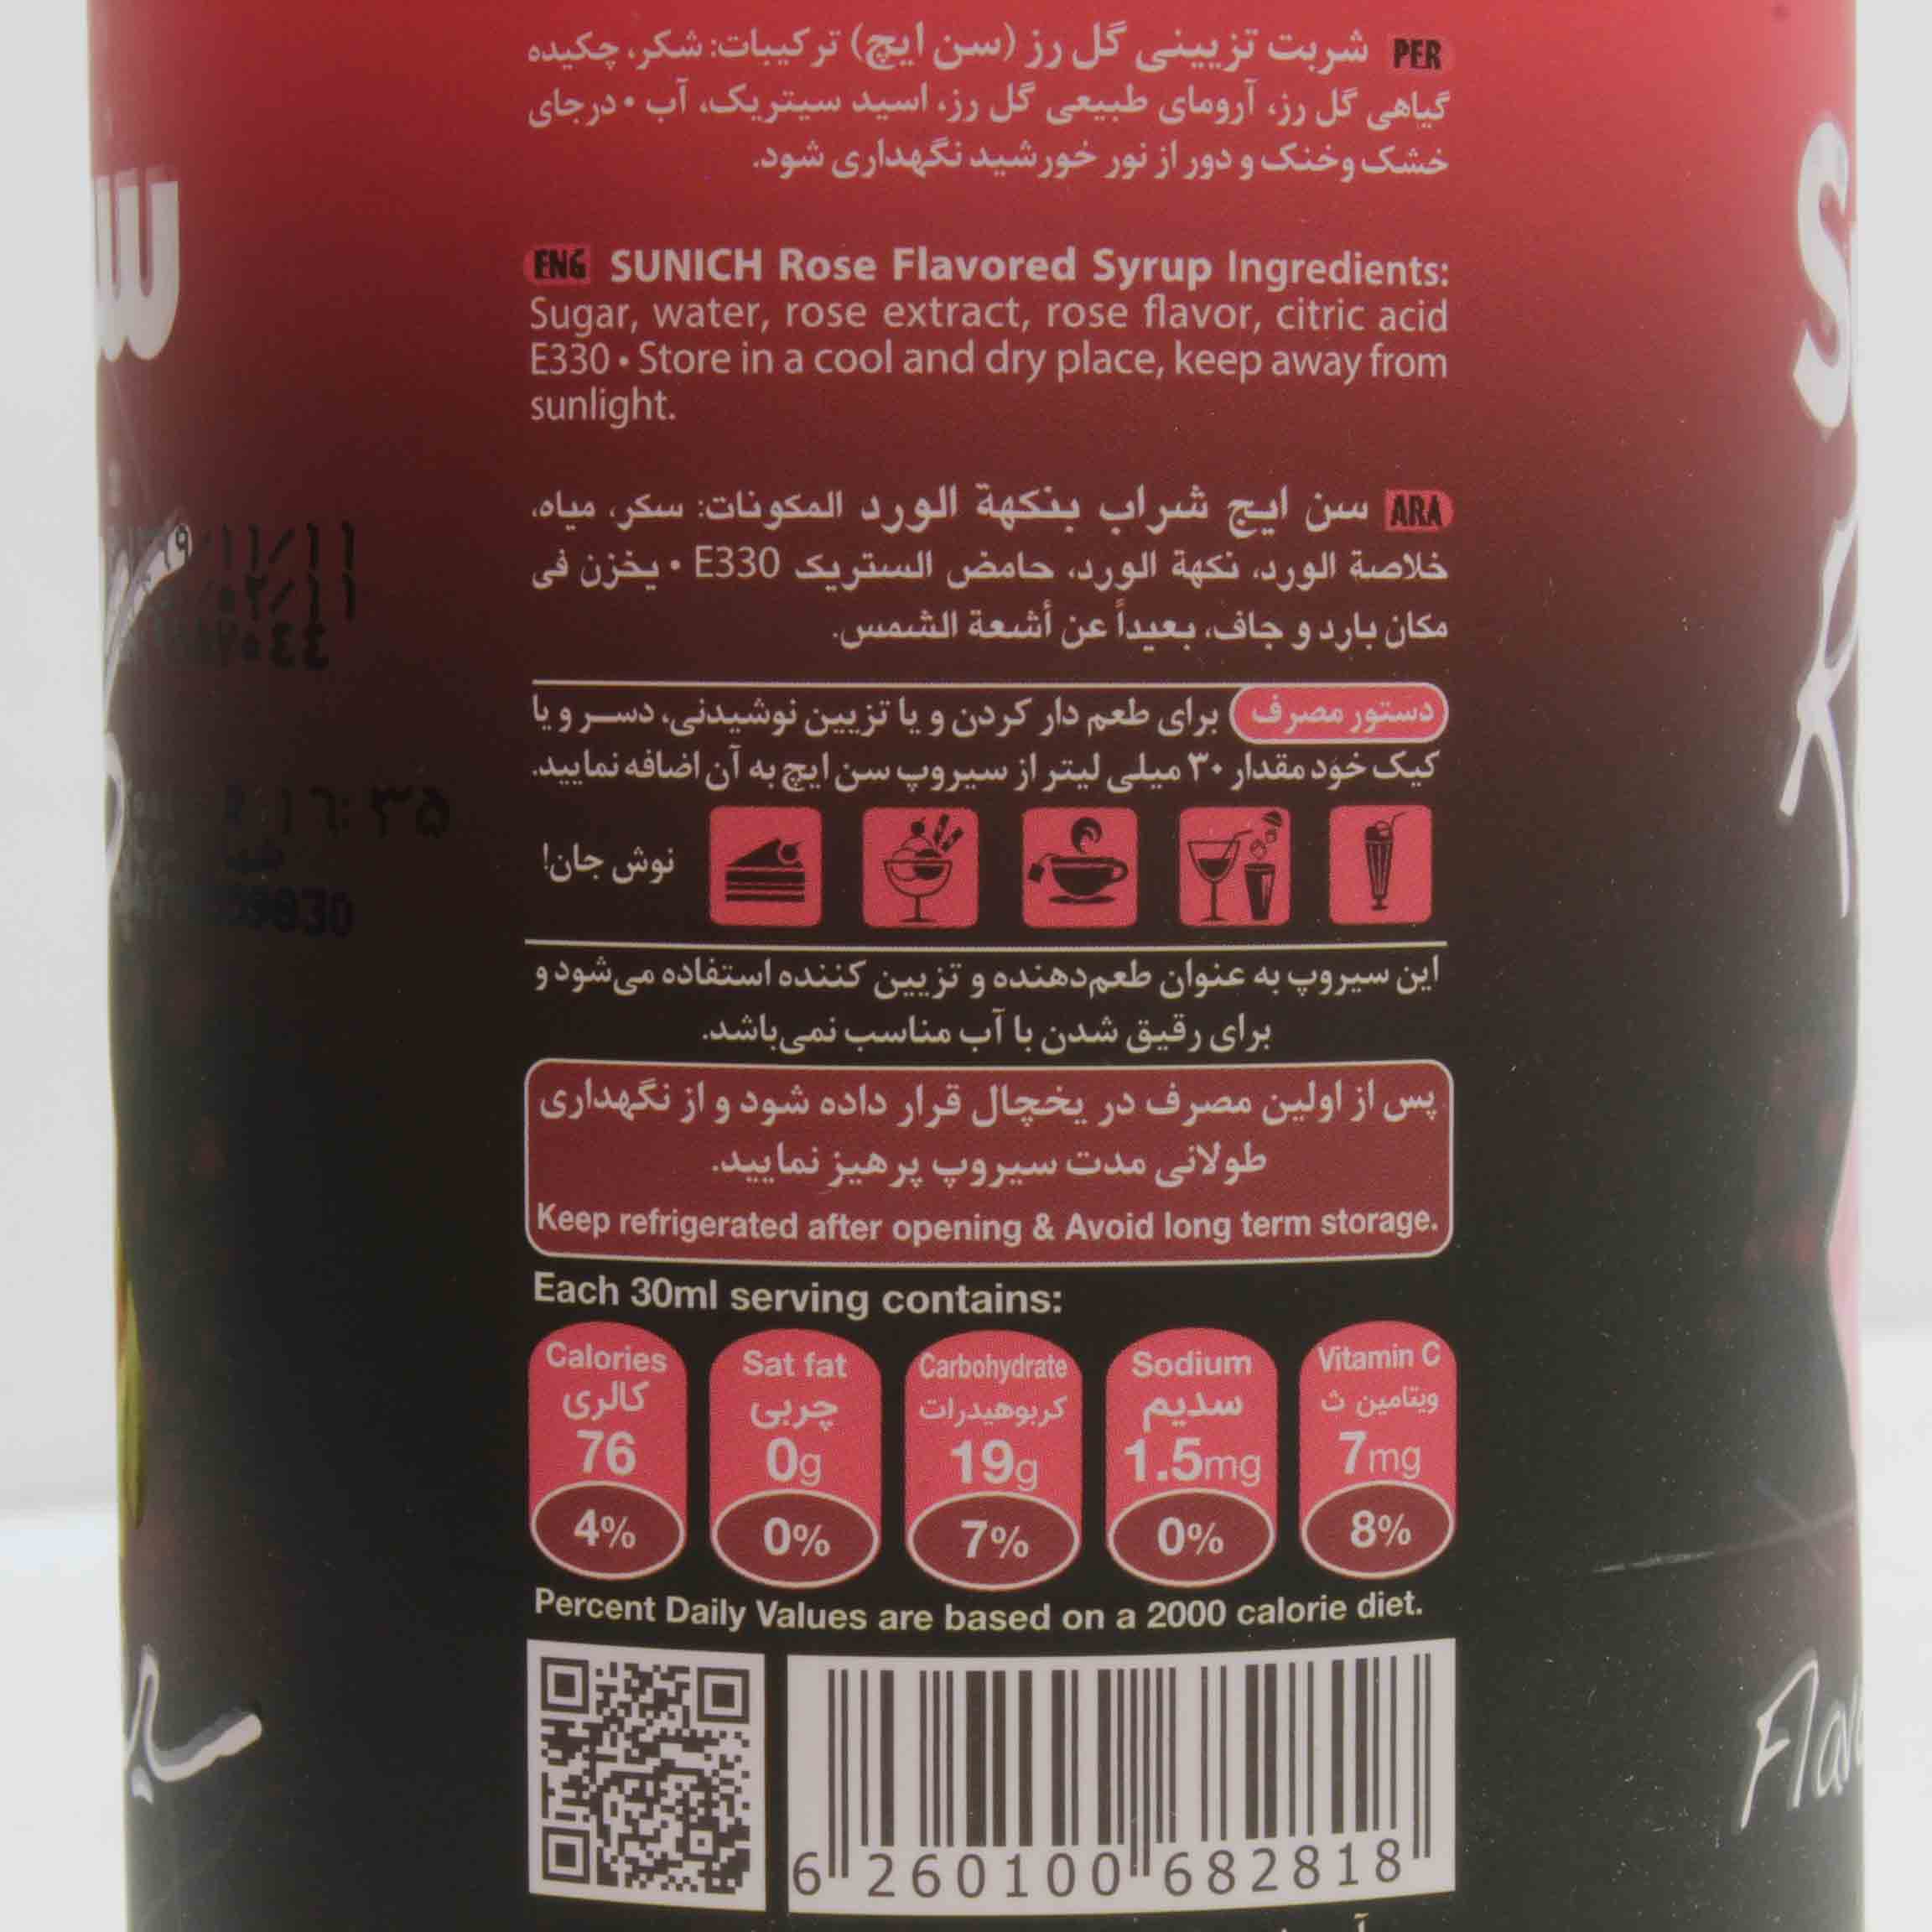 PER شربت تزیینی گل رز (سن ایچ) ترکیبات: شکر، چکیده
گیاهی گل رز، آرومای طبیعی گل رز، اسید سیتریک، آب • درجای
خشک وخنک و دور از نور خورشید نگهداری شود.
ENG SUNICH Rose Flavored Syrup Ingredients:
Sugar, water, rose extract, rose flavor, citric acid
E330 • Store in a cool and dry place, keep away from
sunlight.
ARA سن ایچ شراب بنکهة الورد المکونات: سکر، میاه،
خلاصة الورد، نکهة الورد، حامض الستریک E330 • یخزن فی
مکان بارد و جاف، بعیداً عن أشعة الشمس.
دستور مصرف برای طعم دار کردن و یا تزیین نوشیدنی، دسر و یا
کیک خود مقدار ۳۰ میلی لیتر از سیروپ سن ایچ به آن اضافه نمایید.
نوش جان!
این سیروپ به عنوان طعم‌دهنده و تزیین کننده استفاده می‌شود و
برای رقیق شدن با آب مناسب نمی‌باشد.
پس از اولین مصرف در یخچال قرار داده شود و از نگهداری
طولانی مدت سیروپ پرهیز نمایید.
Keep refrigerated after opening & Avoid long term storage.
Each 30ml serving contains:
Calories Sat fat Carbohydrate Sodium Vitamin C
کالری چربی کربوهیدرات سدیم ویتامین ث
76 0g 19g 1.5mg 7mg
4% 0% 7% 0% 8%
Percent Daily Values are based on a 2000 calorie diet.
6 260100 682818
۱۶:۳۵